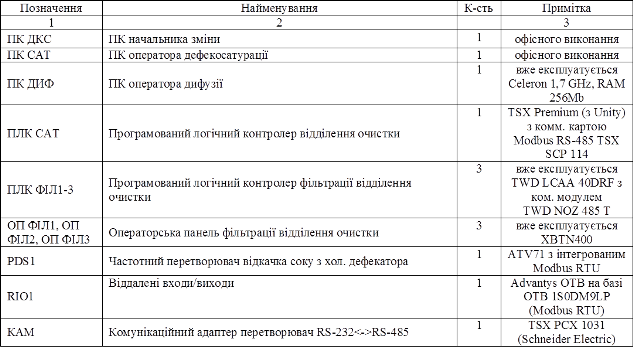 Позначення Найменування К-сть Примітка
1 2 3
ПК ДКС ПК начальника зміни 1 офісного виконання
ПК САТ ПК оператора дефекосатурації 1 офісного виконання
ПК ДИФ ПК оператора дифузії 1 вже експлуатується
Celeron 1,7 GHz, RAM
256Mb
ПЛК САТ Програмований логічний контролер відділення очистки 1 TSX Premium (з Unity)
з комм. картою
Modbus RS-485 TSX
SCP 114
ПЛК ФІЛ1-3 Програмований логічний контролер фільтрації відділення
очистки 3 вже експлуатується
TWD LCAA 40DRF з
ком. модулем
TWD NOZ 485 T
ОП ФІЛ1, ОП
ФІЛ2, ОП ФІЛ3 Операторська панель фільтрації відділення очистки 3 вже експлуатується
XBTN400
PDS1 Частотний перетворювач відкачка соку з хол. дефекатора 1 ATV71 з інтегрованим
Modbus RTU
RIO1 Віддалені входи/виходи 1 Advantys OTB на базі
OTB 1S0DM9LP
(Modbus RTU)
КАМ Комунікаційний адаптер перетворювач RS-232<->RS-485 1 TSX PCX 1031
(Schneider Electric)